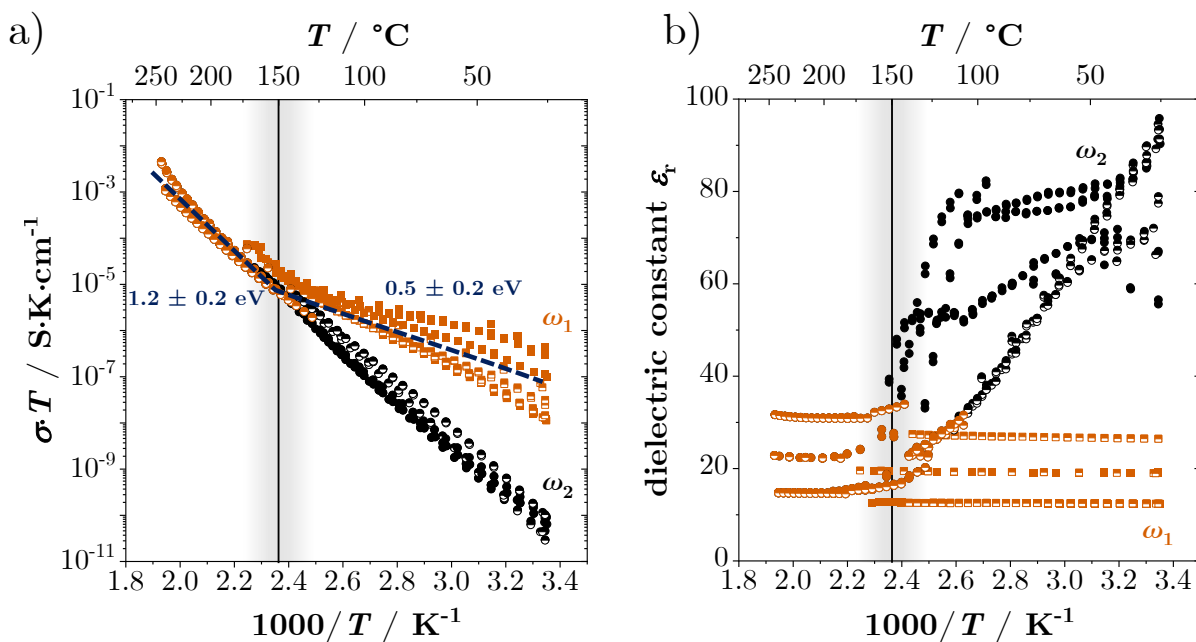 a)
T / °C
250 200 150 100 50
10-1
10-3
10-5
10-7
10-9
10-11
σ·T / S·K·cm-1
1.2 ± 0.2 eV
0.5 ± 0.2 eV
ω1
ω2
1.8 2.0 2.2 2.4 2.6 2.8 3.0 3.2 3.4
1000/T / K-1
b)
T / °C
250 200 150 100 50
100
80
60
40
20
0
dielectric constant εr
ω2
ω1
1.8 2.0 2.2 2.4 2.6 2.8 3.0 3.2 3.4
1000/T / K-1